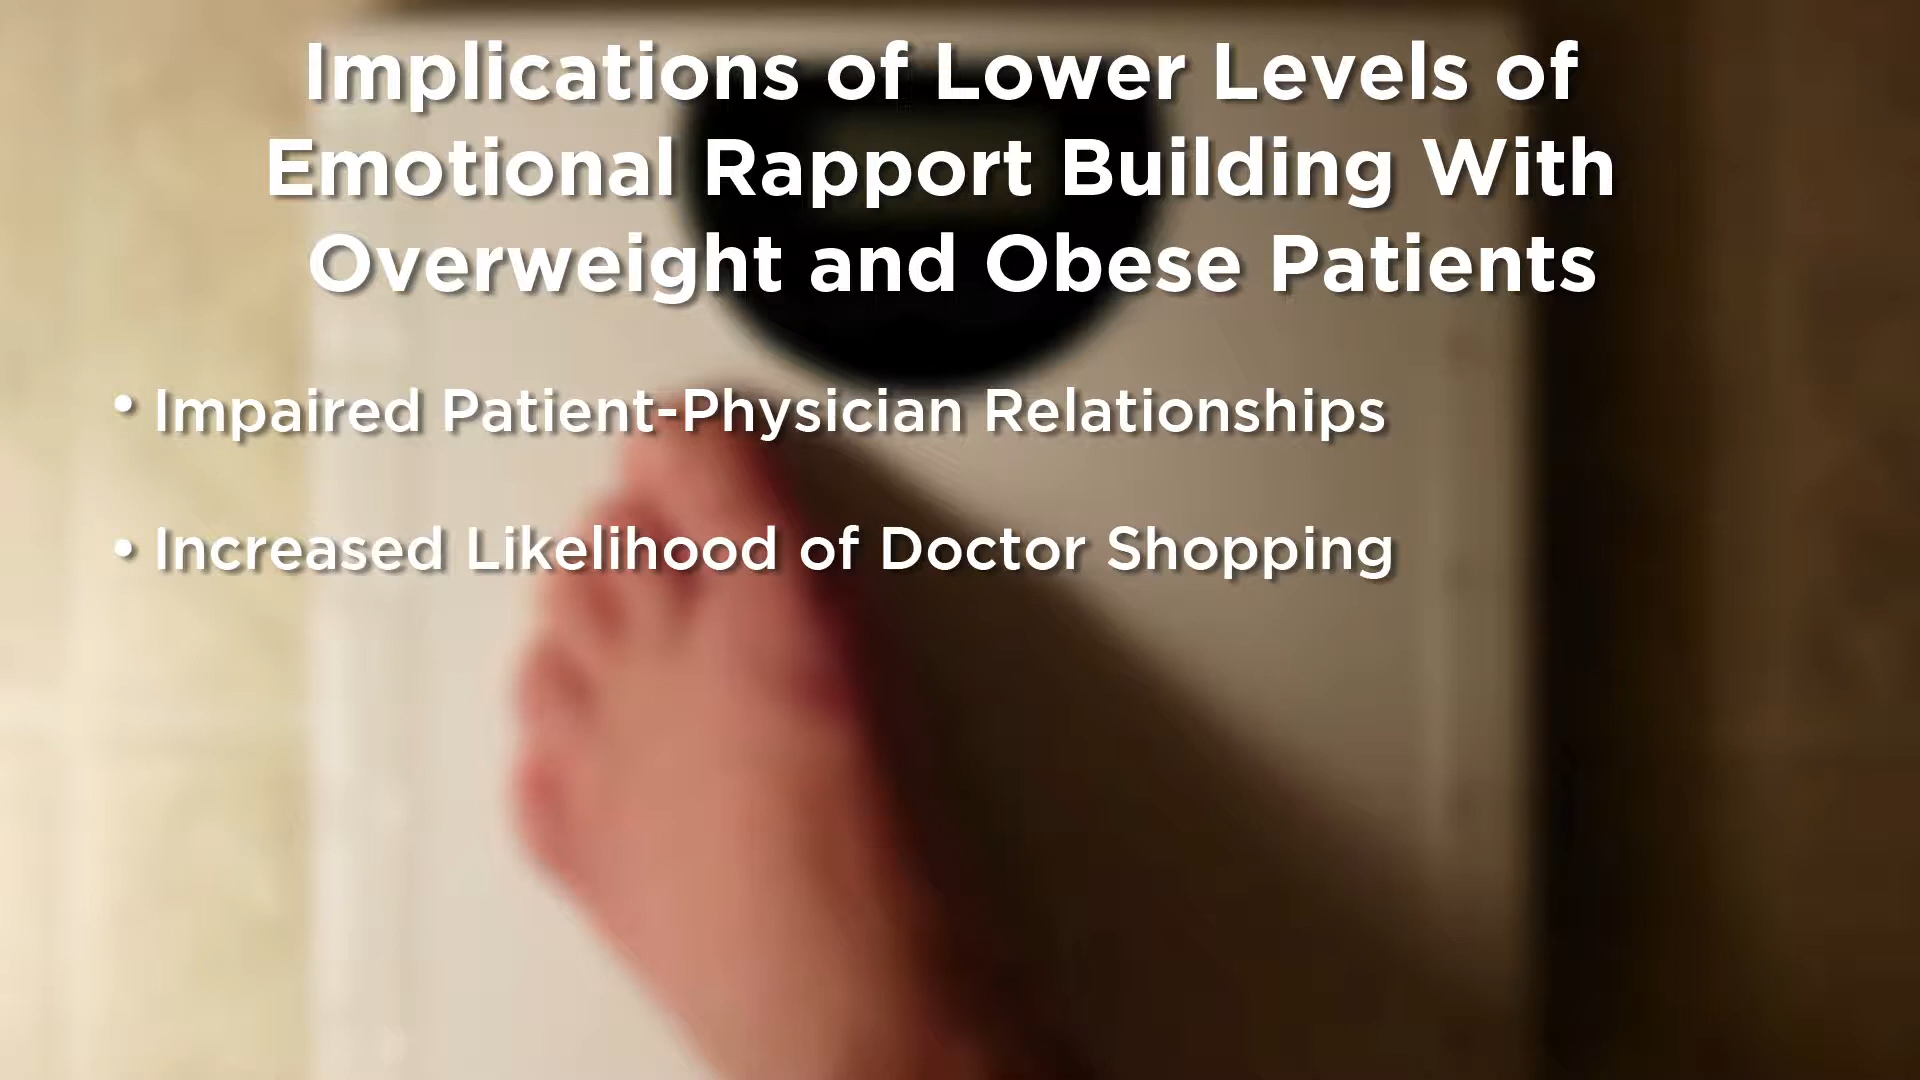 Implications of Lower Levels of
Emotional Rapport Building With
Overweight and Obese Patients
• Impaired Patient-Physician Relationships
• Increased Likelihood of Doctor Shopping